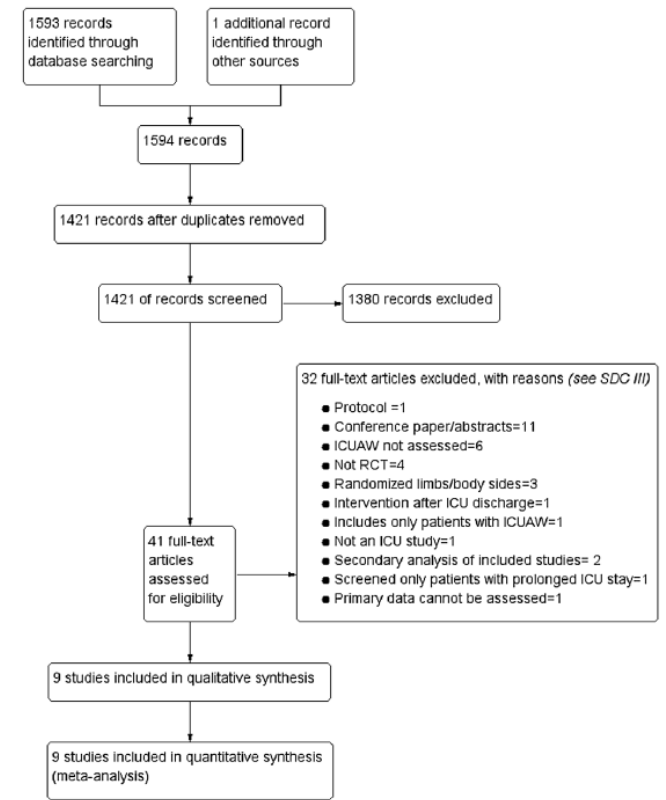 1593 records
identified through
database searching
1 additional record
identified through
other sources
1594 records
1421 records after duplicates removed
1421 of records screened
1380 records excluded
32 full-text articles excluded, with reasons (see SDC III)
● Protocol =1
● Conference paper/abstracts=11
● ICUAW not assessed=6
● Not RCT=4
● Randomized limbs/body sides=3
● Intervention after ICU discharge=1
● Includes only patients with ICUAW=1
● Not an ICU study=1
● Secondary analysis of included studies= 2
● Screened only patients with prolonged ICU stay=1
● Primary data cannot be assessed=1
41 full-text
articles
assessed
for eligibility
9 studies included in qualitative synthesis
9 studies included in quantitative synthesis
(meta-analysis)